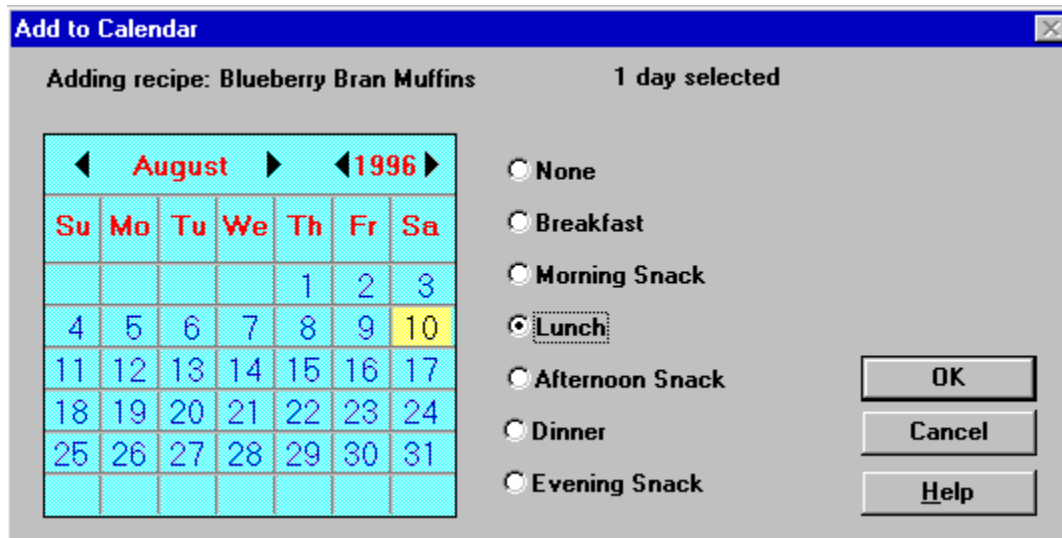 Add to Calendar
Adding recipe: Blueberry Bran Muffins 1 day selected
August 1996
Su Mo Tu We Th Fr Sa
1 2 3
4 5 6 7 8 9 10
11 12 13 14 15 16 17
18 19 20 21 22 23 24
25 26 27 28 29 30 31
None
Breakfast
Morning Snack
Lunch
Afternoon Snack
Dinner
Evening Snack
OK
Cancel
Help